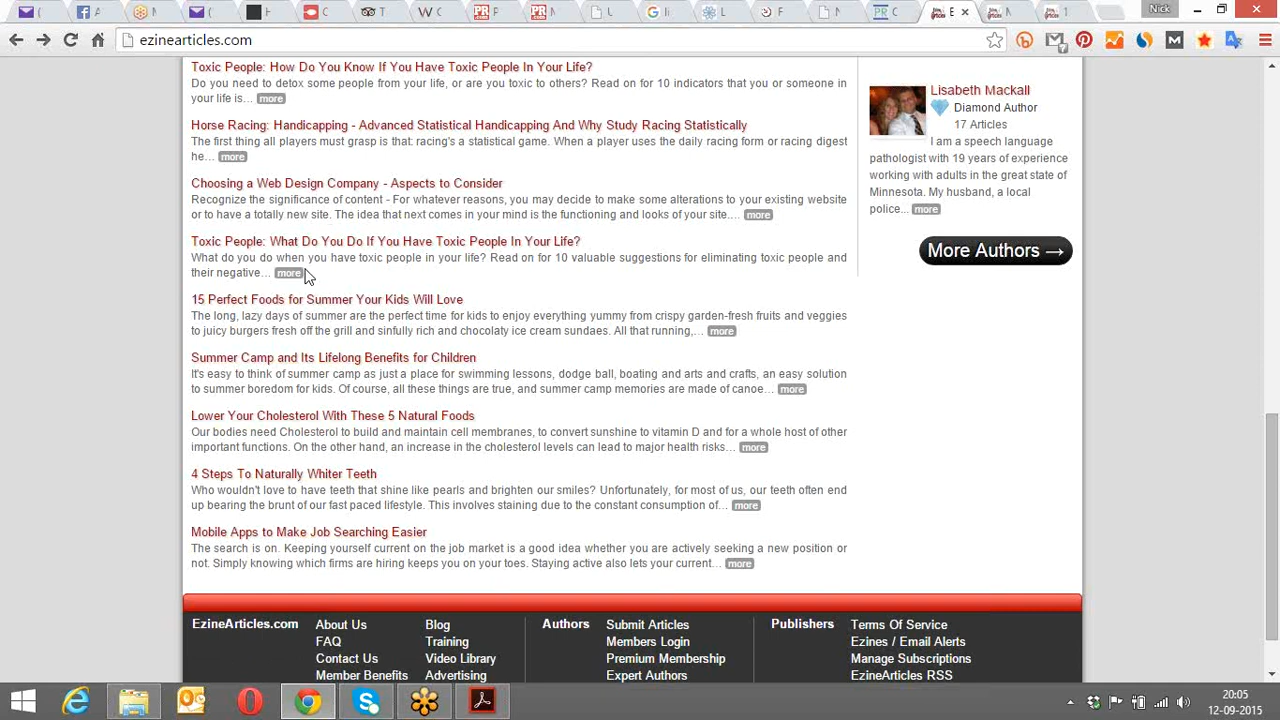 Nick
ezinearticles.com
Toxic People: How Do You Know If You Have Toxic People In Your Life?
Do you need to detox some people from your life, or are you toxic to others? Read on for 10 indicators that you or someone in
your life is... more
Horse Racing: Handicapping - Advanced Statistical Handicapping And Why Study Racing Statistically
The first thing all players must grasp is that: racing's a statistical game. When a player uses the daily racing form or racing digest
he... more
Choosing a Web Design Company - Aspects to Consider
Recognize the significance of content - For whatever reasons, you may decide to make some alterations to your existing website
or to have a totally new site. The idea that next comes in your mind is the functioning and looks of your site.... more
Toxic People: What Do You Do If You Have Toxic People In Your Life?
What do you do when you have toxic people in your life? Read on for 10 valuable suggestions for eliminating toxic people and
their negative... more
15 Perfect Foods for Summer Your Kids Will Love
The long, lazy days of summer are the perfect time for kids to enjoy everything yummy from crispy garden-fresh fruits and veggies
to juicy burgers fresh off the grill and sinfully rich and chocolaty ice cream sundaes. All that running,... more
Summer Camp and Its Lifelong Benefits for Children
It's easy to think of summer camp as just a place for swimming lessons, dodge ball, boating and arts and crafts, an easy solution
to summer boredom for kids. Of course, all these things are true, and summer camp memories are made of canoe... more
Lower Your Cholesterol With These 5 Natural Foods
Our bodies need Cholesterol to build and maintain cell membranes, to convert sunshine to vitamin D and for a whole host of other
important functions. On the other hand, an increase in the cholesterol levels can lead to major health risks... more
4 Steps To Naturally Whiter Teeth
Who wouldn't love to have teeth that shine like pearls and brighten our smiles? Unfortunately, for most of us, our teeth often end
up bearing the brunt of our fast paced lifestyle. This involves staining due to the constant consumption of... more
Mobile Apps to Make Job Searching Easier
The search is on. Keeping yourself current on the job market is a good idea whether you are actively seeking a new position or
not. Simply knowing which firms are hiring keeps you on your toes. Staying active also lets your current... more
Lisabeth Mackall
Diamond Author
17 Articles
I am a speech language
pathologist with 19 years of experience
working with adults in the great state of
Minnesota. My husband, a local
police... more
More Authors →
EzineArticles.com
About Us
FAQ
Contact Us
Member Benefits
Blog
Training
Video Library
Advertising
Authors
Submit Articles
Members Login
Premium Membership
Expert Authors
Publishers
Terms Of Service
Ezines / Email Alerts
Manage Subscriptions
EzineArticles RSS
20:05
12-09-2015